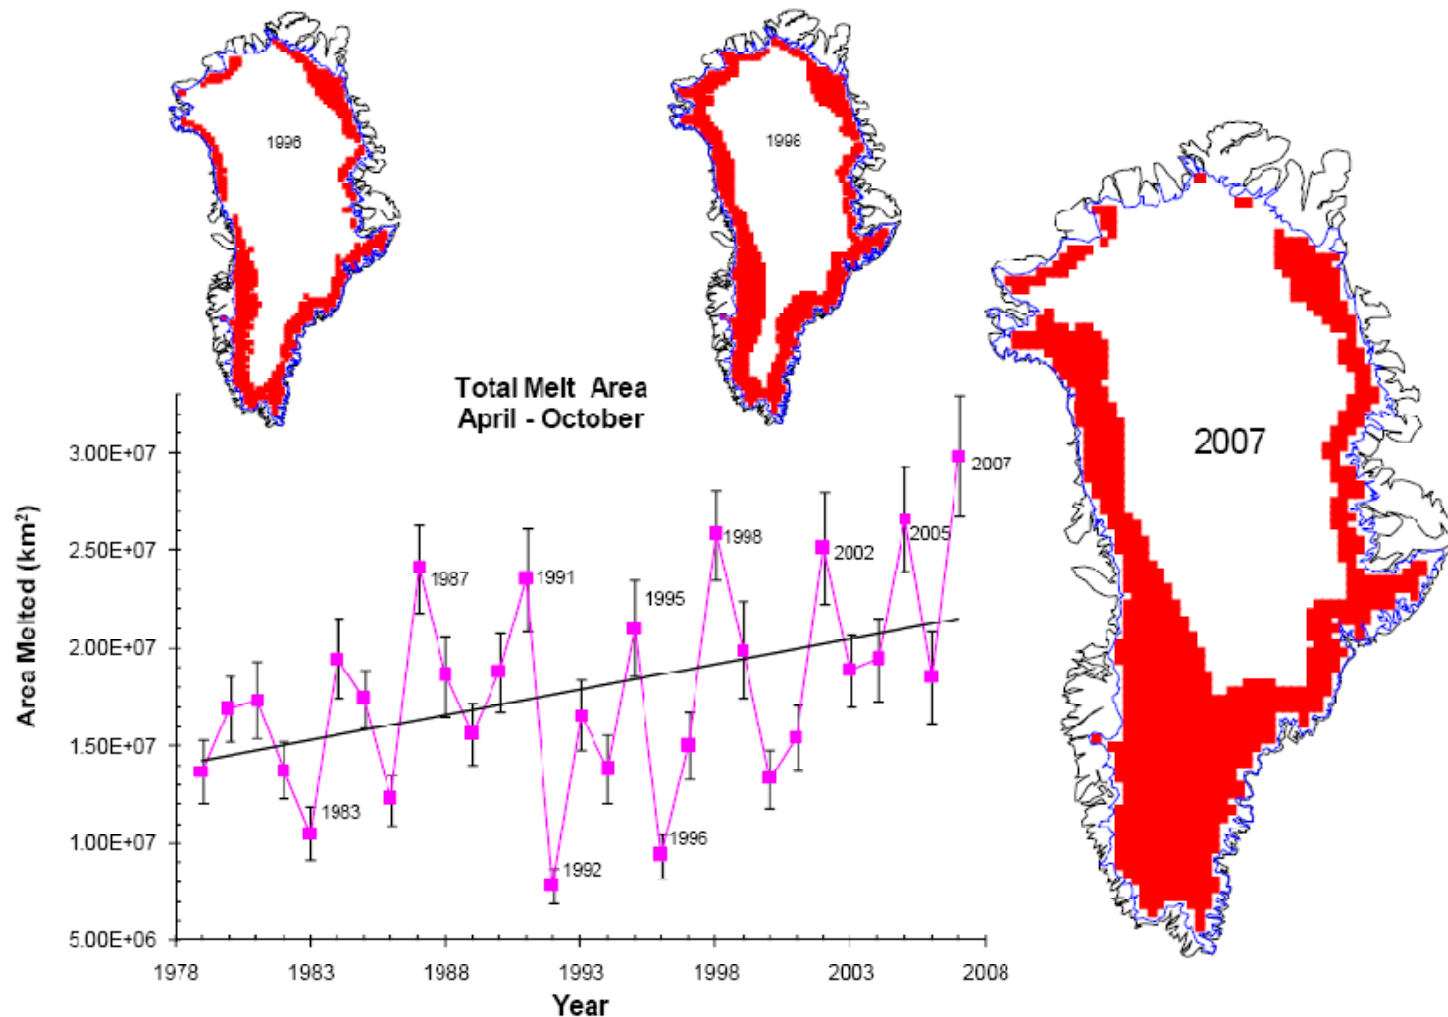 1996
1998
2007
Total Melt Area
April - October
3.00E+07
2.50E+07
2.00E+07
1.50E+07
1.00E+07
5.00E+06
Area Melted (km²)
1983
1987
1991
1992
1995
1996
1998
2002
2005
2007
1978
1983
1988
1993
1998
2003
2008
Year